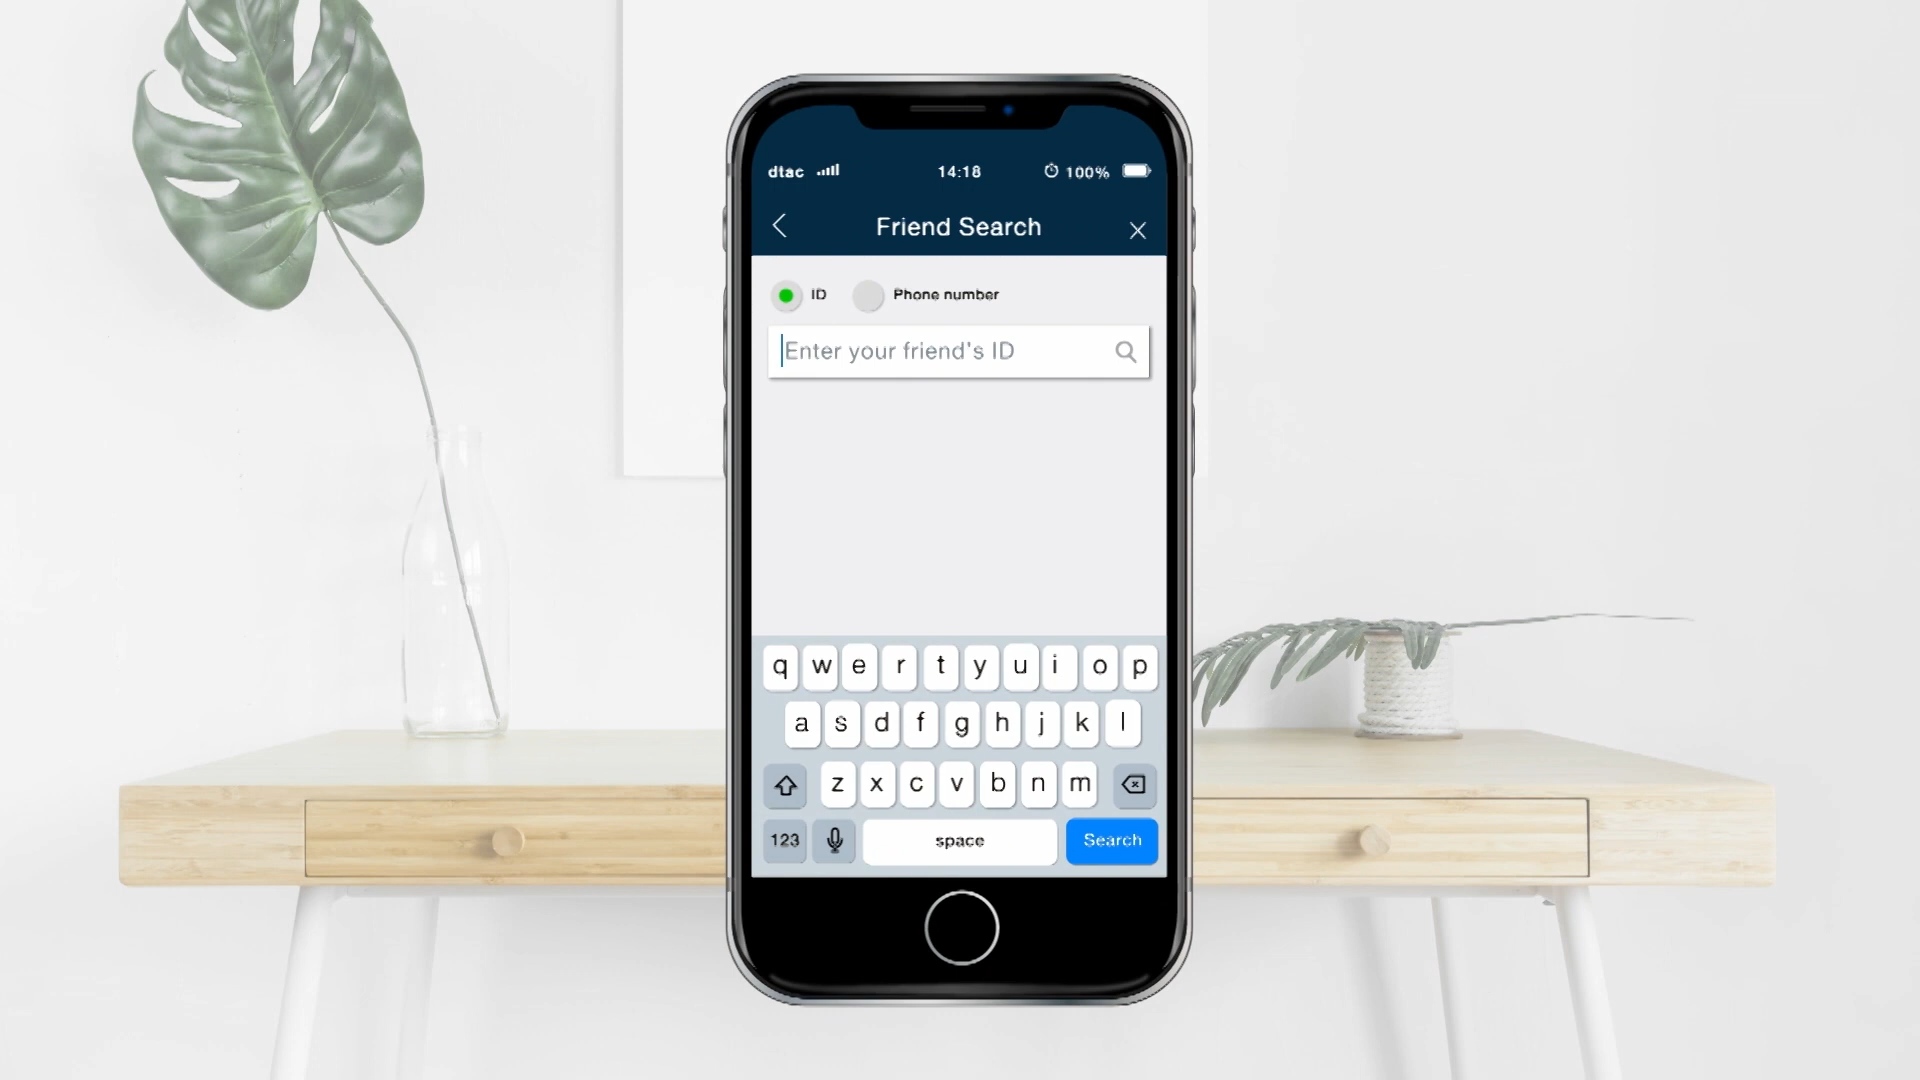 dtac 14:18 100%
Friend Search
ID Phone number
Enter your friend's ID
q w e r t y u i o p
a s d f g h j k l
z x c v b n m
123 space Search